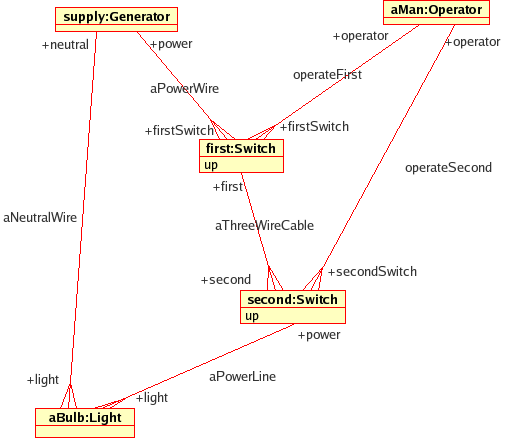 supply:Generator
aMan:Operator
+neutral
+power
+operator
+operator
aPowerWire
operateFirst
+firstSwitch
+firstSwitch
first:Switch
up
operateSecond
+first
aNeutralWire
aThreeWireCable
+second
+secondSwitch
second:Switch
up
+power
+light
aPowerLine
+light
aBulb:Light